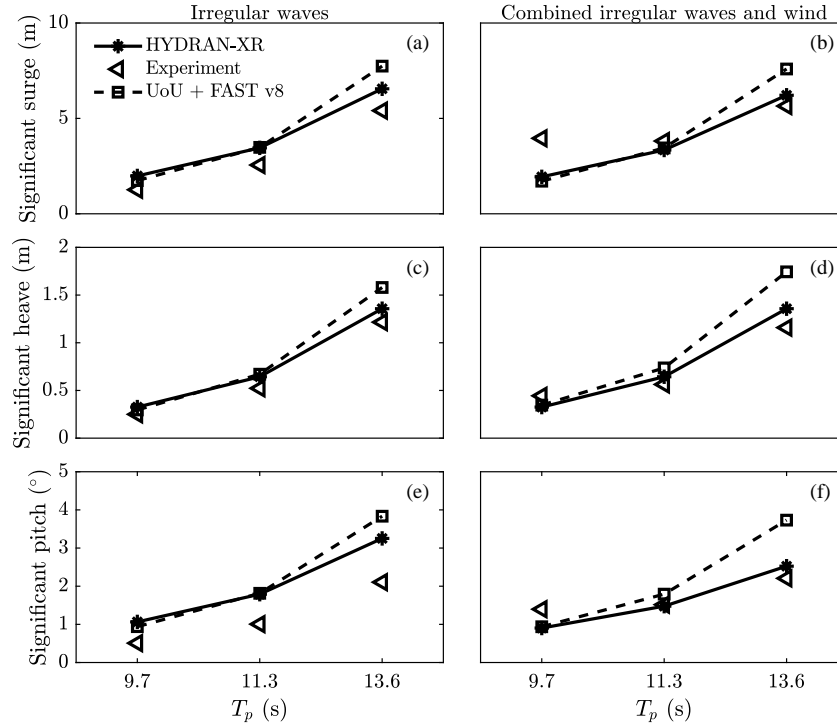 Irregular waves
Combined irregular waves and wind
Significant surge (m)
10
5
0
HYDRAN-XR
Experiment
UoU + FAST v8
(a)
(b)
Significant heave (m)
2
1.5
1
0.5
0
(c)
(d)
Significant pitch (°)
5
4
3
2
1
0
(e)
(f)
9.7
11.3
13.6
9.7
11.3
13.6
Tp (s)
Tp (s)